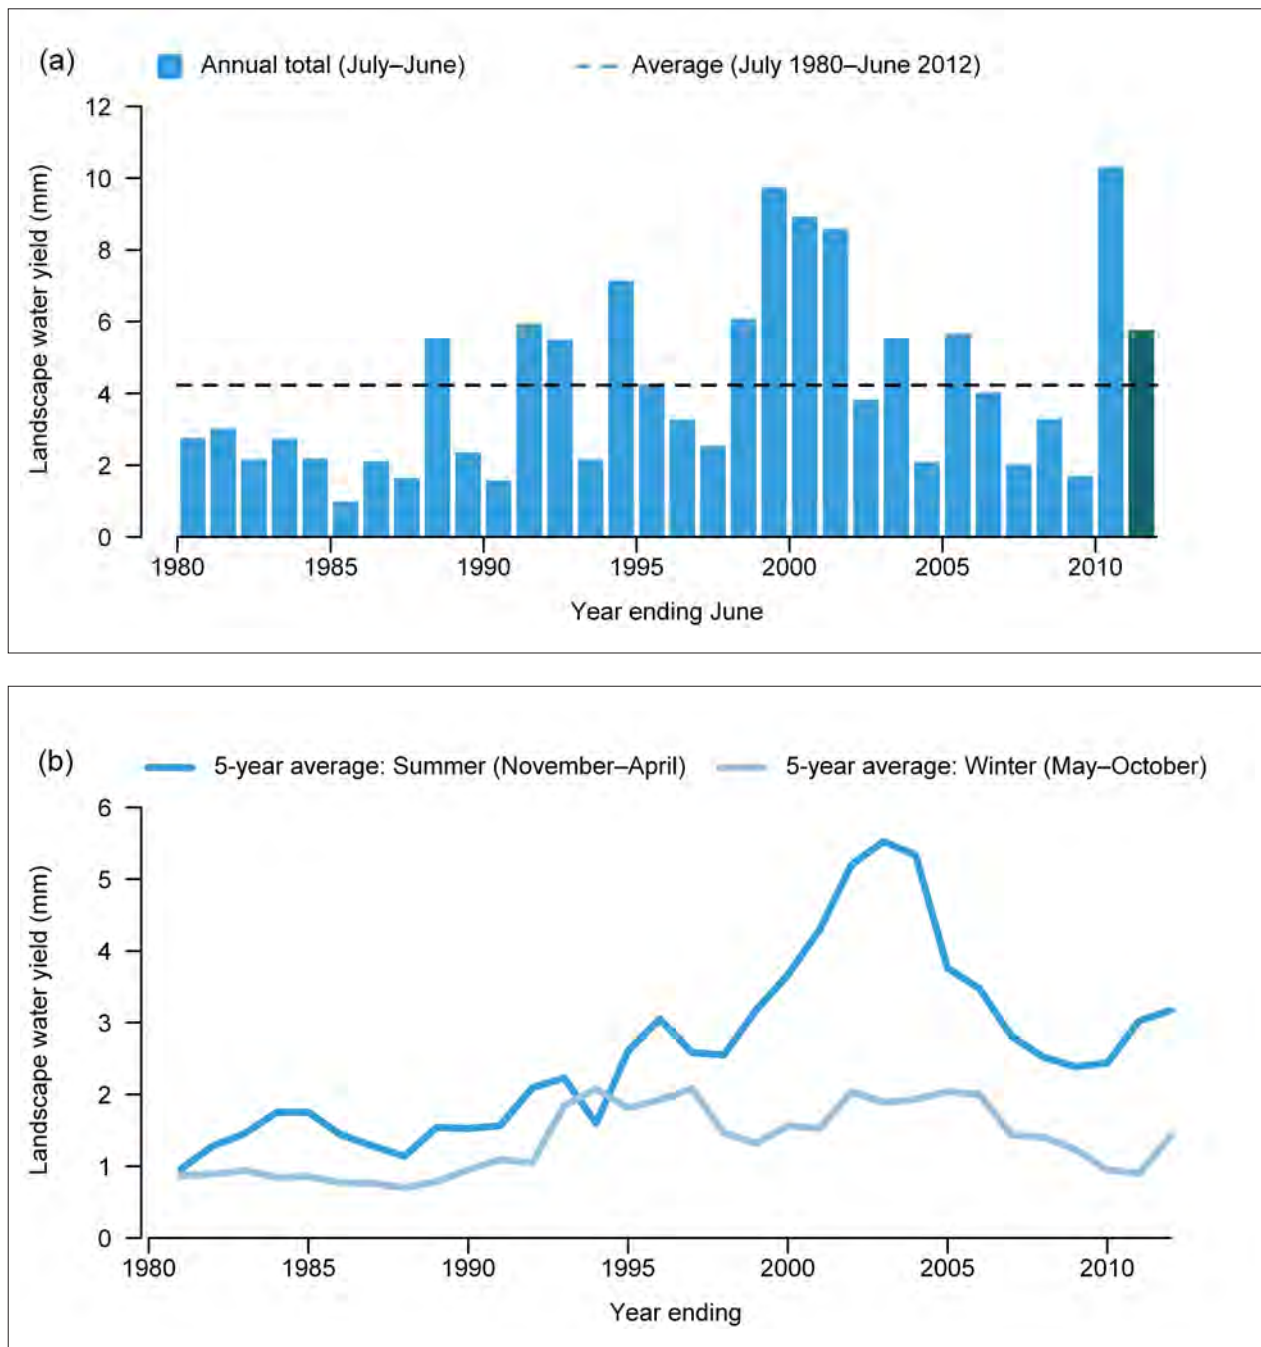 (a) Annual total (July–June) Average (July 1980–June 2012)
12
10
8
6
4
2
0
Landscape water yield (mm)
1980 1985 1990 1995 2000 2005 2010
Year ending June
(b) 5-year average: Summer (November–April) 5-year average: Winter (May–October)
6
5
4
3
2
1
0
Landscape water yield (mm)
1980 1985 1990 1995 2000 2005 2010
Year ending